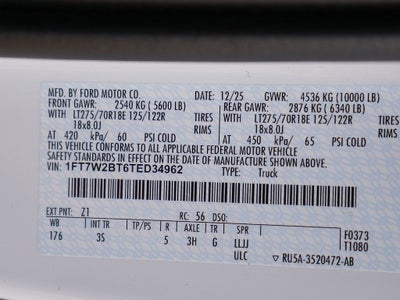 MFD. BY FORD MOTOR CO. 12/25 GVWR: 4536 KG (10000 LB)
FRONT GAWR: 2540 KG ( 5600 LB) REAR GAWR: 2876 KG ( 6340 LB)
WITH LT275/70R18E 125/122R TIRES WITH LT275/70R18E 125/122R TIRES
18x8.0J RIMS 18x8.0J RIMS
AT 420 kPa/ 60 PSI COLD AT 450 kPa/ 65 PSI COLD
THIS VEHICLE CONFORMS TO ALL APPLICABLE FEDERAL MOTOR VEHICLE
SAFETY STANDARDS IN EFFECT ON THE DATE OF MANUFACTURE SHOWN ABOVE.
VIN: 1FT7W2BT6TED34962 TYPE: Truck
EXT PNT: Z1 RC: 56 DSO: F0373
WB BRK INT TR TP/PS R AXLE TR SPR T1080
176 3S 5 3H G LLJJ
ULC RU5A-3520472-AB